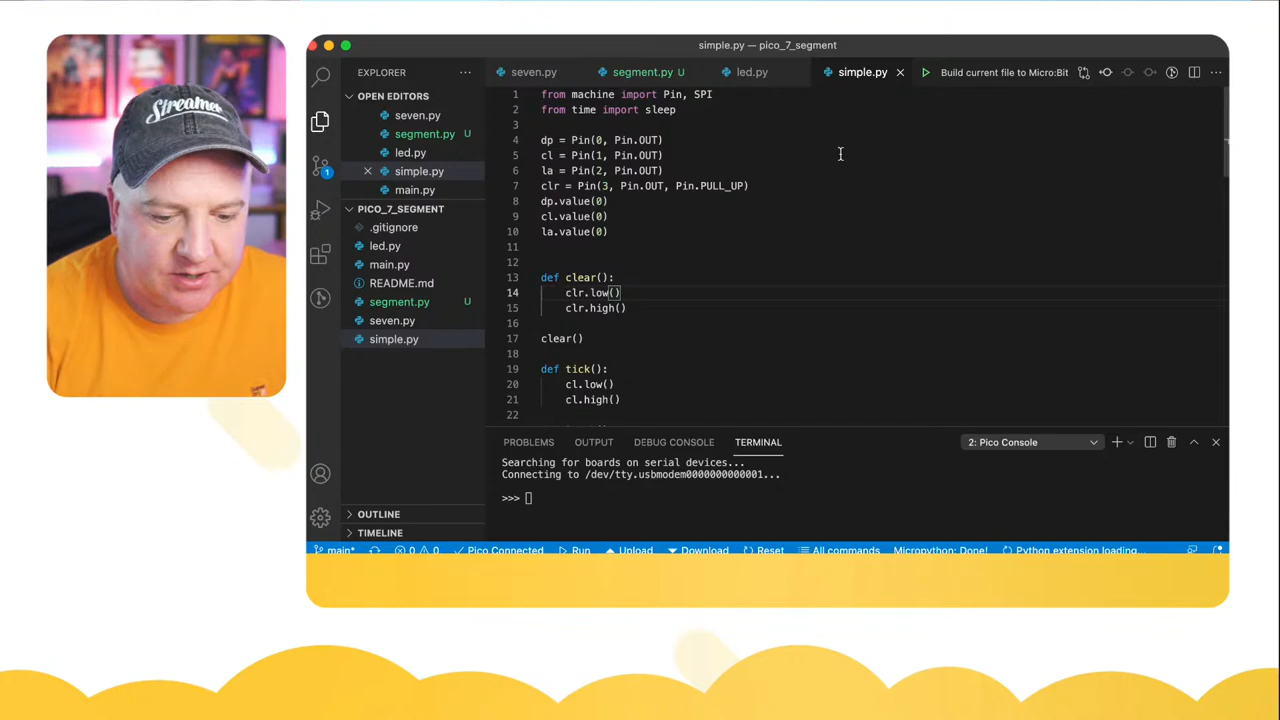 Streamer
simple.py — pico_7_segment
EXPLORER
OPEN EDITORS
seven.py
segment.py U
led.py
simple.py
main.py
PICO_7_SEGMENT
.gitignore
led.py
main.py
README.md
segment.py U
seven.py
simple.py
OUTLINE
TIMELINE
1
seven.py segment.py U led.py simple.py Build current file to Micro:Bit
1 from machine import Pin, SPI
2 from time import sleep
3
4 dp = Pin(0, Pin.OUT)
5 cl = Pin(1, Pin.OUT)
6 la = Pin(2, Pin.OUT)
7 clr = Pin(3, Pin.OUT, Pin.PULL_UP)
8 dp.value(0)
9 cl.value(0)
10 la.value(0)
11
12
13 def clear():
14 clr.low()
15 clr.high()
16
17 clear()
18
19 def tick():
20 cl.low()
21 cl.high()
22
PROBLEMS OUTPUT DEBUG CONSOLE TERMINAL 2: Pico Console
Searching for boards on serial devices...
Connecting to /dev/tty.usbmodem0000000000001...
>>>
main* 0 0 Pico Connected Run Upload Download Reset All commands Micropython: Done! Python extension loading...